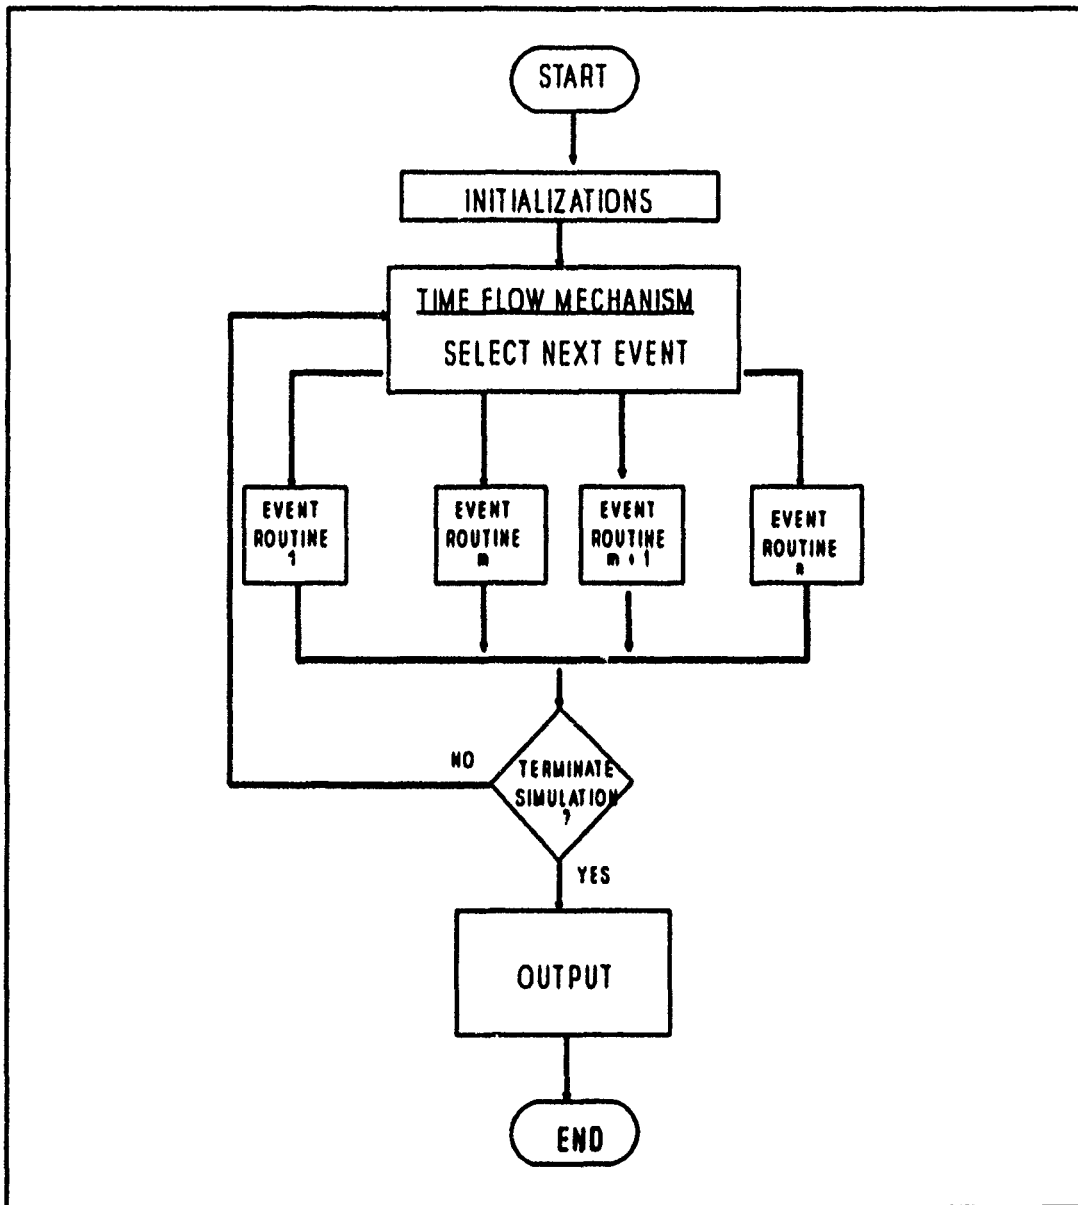 START
INITIALIZATIONS
TIME FLOW MECHANISM
SELECT NEXT EVENT
EVENT
ROUTINE
1
EVENT
ROUTINE
m
EVENT
ROUTINE
m + 1
EVENT
ROUTINE
n
NO
TERMINATE
SIMULATION
?
YES
OUTPUT
END